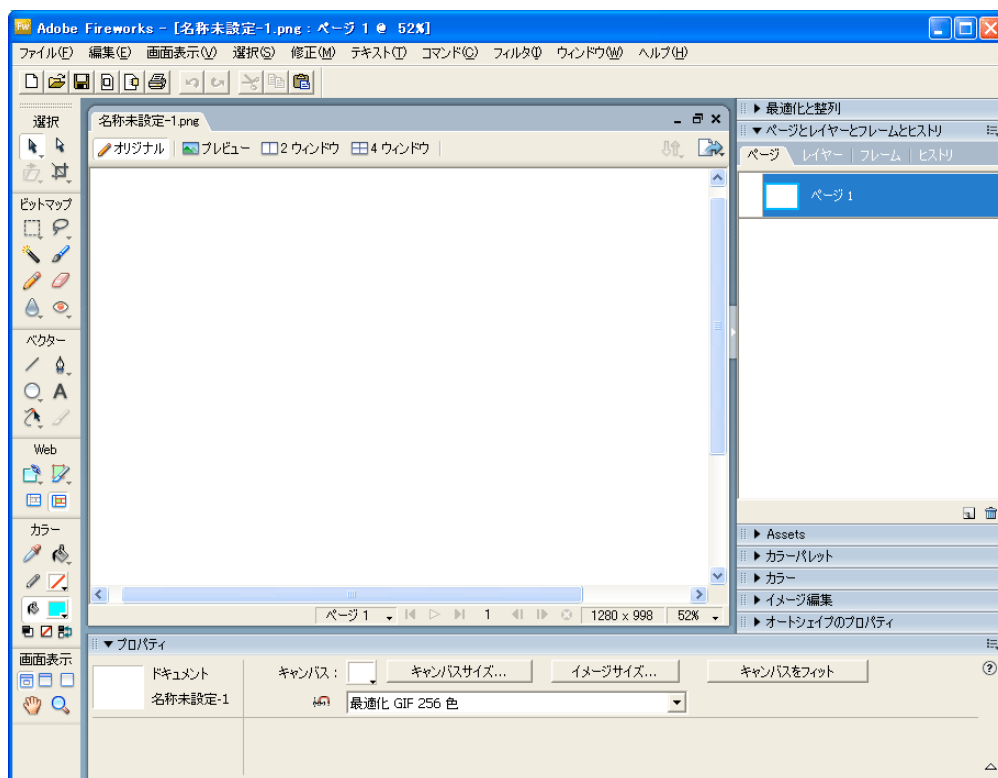 Adobe Fireworks - [名称未設定-1.png : ページ 1 @ 52%]
ファイル(F) 編集(E) 画面表示(V) 選択(S) 修正(M) テキスト(T) コマンド(C) フィルタ(I) ウィンドウ(W) ヘルプ(H)
選択
ビットマップ
ベクター
Web
カラー
画面表示
名称未設定-1.png
オリジナル プレビュー 2 ウィンドウ 4 ウィンドウ
ページ 1 1 1280 x 998 52%
最適化と整列
ページとレイヤーとフレームとヒストリ
ページ レイヤー フレーム ヒストリ
ページ 1
Assets
カラーパレット
カラー
イメージ編集
オートシェイプのプロパティ
プロパティ
ドキュメント キャンバス : キャンバスサイズ... イメージサイズ... キャンバスをフィット
名称未設定-1 最適化 GIF 256 色